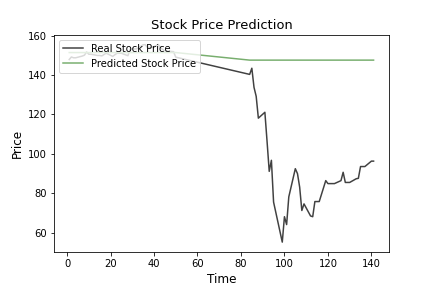 Stock Price Prediction
Real Stock Price
Predicted Stock Price
Price
160
140
120
100
80
60
0 20 40 60 80 100 120 140
Time